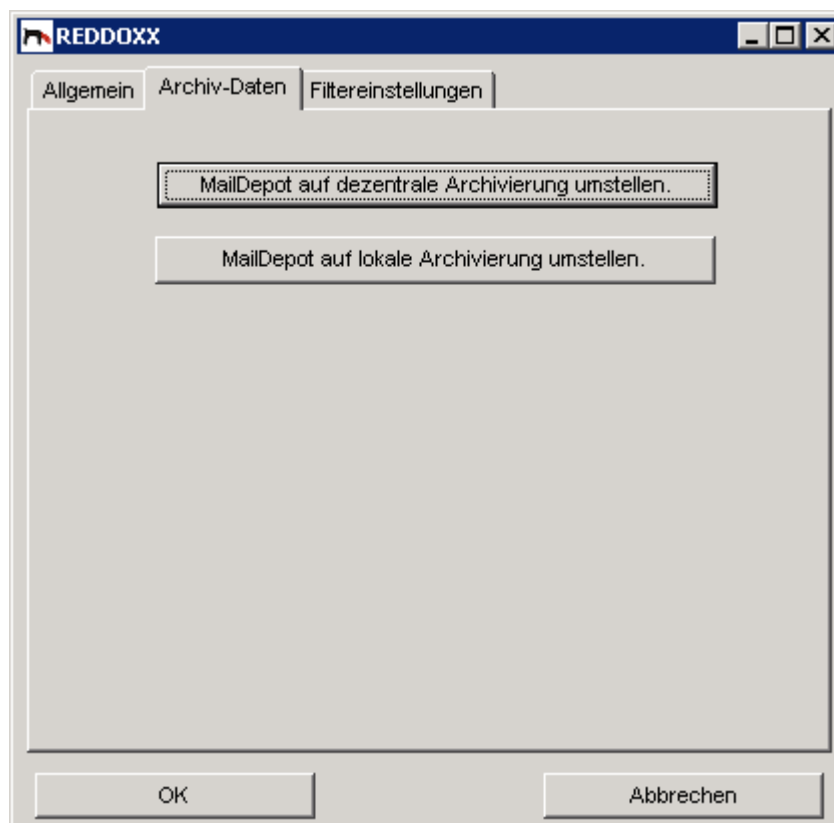 REDDOXX
Allgemein Archiv-Daten Filtereinstellungen
MailDepot auf dezentrale Archivierung umstellen.
MailDepot auf lokale Archivierung umstellen.
OK Abbrechen